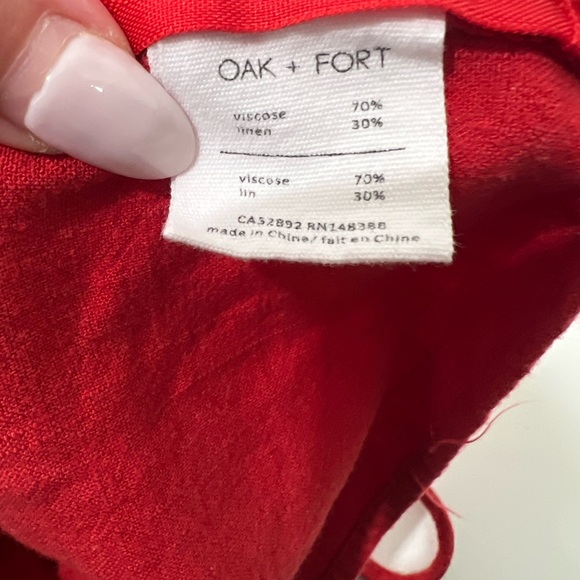 OAK + FORT
viscose 70%
linen 30%
viscose 70%
lin 30%
CA52892 RN148388
made in China/ fait en Chine